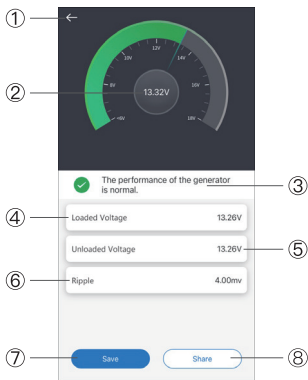 ①
12V
10V
14V
②
8V
13.32V
16V
<6V
18V
The performance of the generator
is normal.
③
④
Loaded Voltage 13.26V
Unloaded Voltage 13.26V
⑤
⑥
Ripple 4.00mv
⑦
Save
Share
⑧